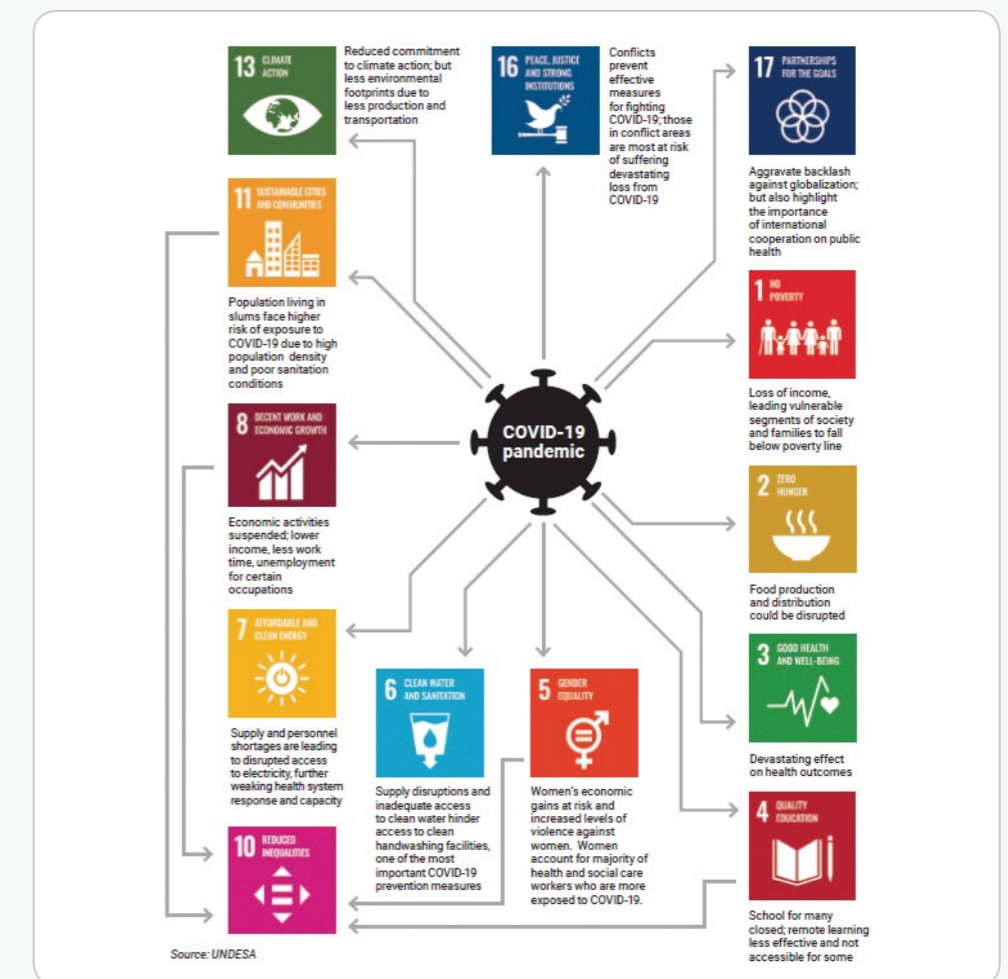 13 CLIMATE
ACTION
Reduced commitment
to climate action; but
less environmental
footprints due to
less production and
transportation
16 PEACE, JUSTICE
AND STRONG
INSTITUTIONS
Conflicts
prevent
effective
measures
for fighting
COVID-19; those
in conflict areas
are most at risk
of suffering
devastating
loss from
COVID-19
17 PARTNERSHIPS
FOR THE GOALS
Aggravate backlash
against globalization;
but also highlight
the importance
of international
cooperation on public
health
11 SUSTAINABLE CITIES
AND COMMUNITIES
Population living in
slums face higher
risk of exposure to
COVID-19 due to high
population density
and poor sanitation
conditions
1 NO
POVERTY
Loss of income,
leading vulnerable
segments of society
and families to fall
below poverty line
8 DECENT WORK AND
ECONOMIC GROWTH
Economic activities
suspended; lower
income, less work
time, unemployment
for certain
occupations
COVID-19
pandemic
2 ZERO
HUNGER
Food production
and distribution
could be disrupted
7 AFFORDABLE AND
CLEAN ENERGY
Supply and personnel
shortages are leading
to disrupted access
to electricity, further
weaking health system
response and capacity
6 CLEAN WATER
AND SANITATION
Supply disruptions and
inadequate access
to clean water hinder
access to clean
handwashing facilities,
one of the most
important COVID-19
prevention measures
5 GENDER
EQUALITY
Women's economic
gains at risk and
increased levels of
violence against
women. Women
account for majority of
health and social care
workers who are more
exposed to COVID-19.
3 GOOD HEALTH
AND WELL-BEING
Devastating effect
on health outcomes
4 QUALITY
EDUCATION
School for many
closed; remote learning
less effective and not
accessible for some
10 REDUCED
INEQUALITIES
Source: UNDESA